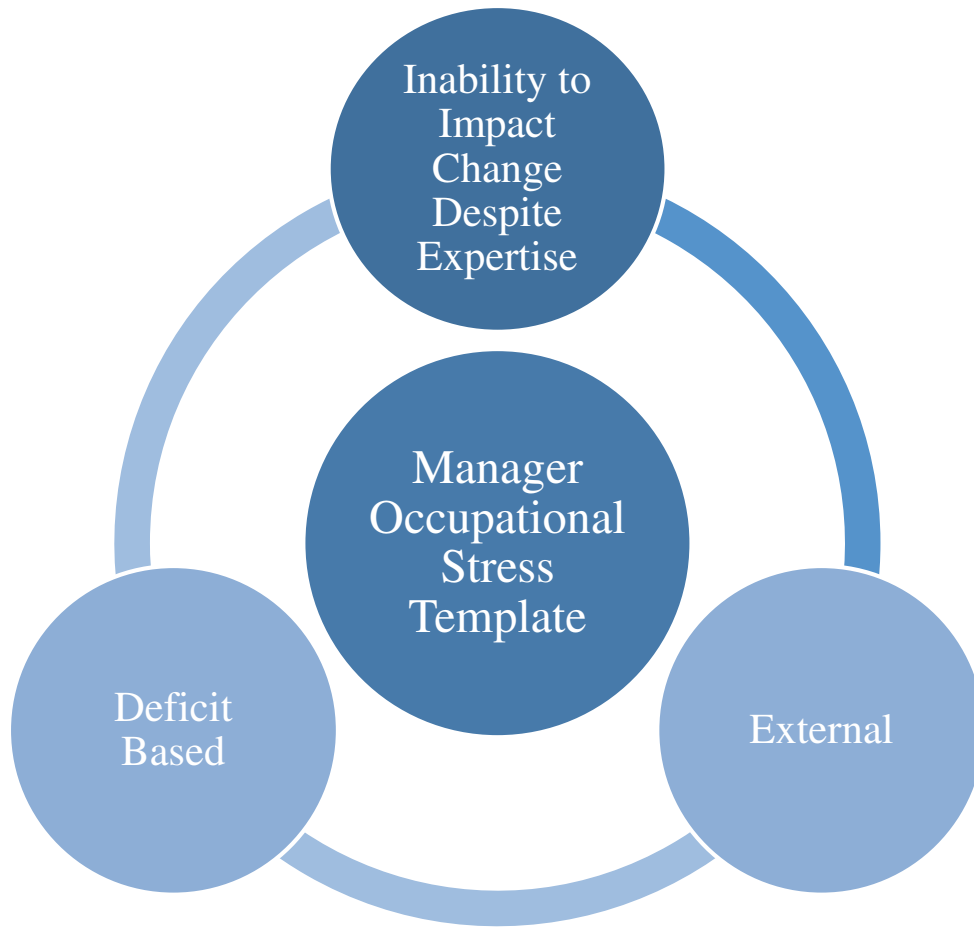 Inability to
Impact
Change
Despite
Expertise
Manager
Occupational
Stress
Template
Deficit
Based
External